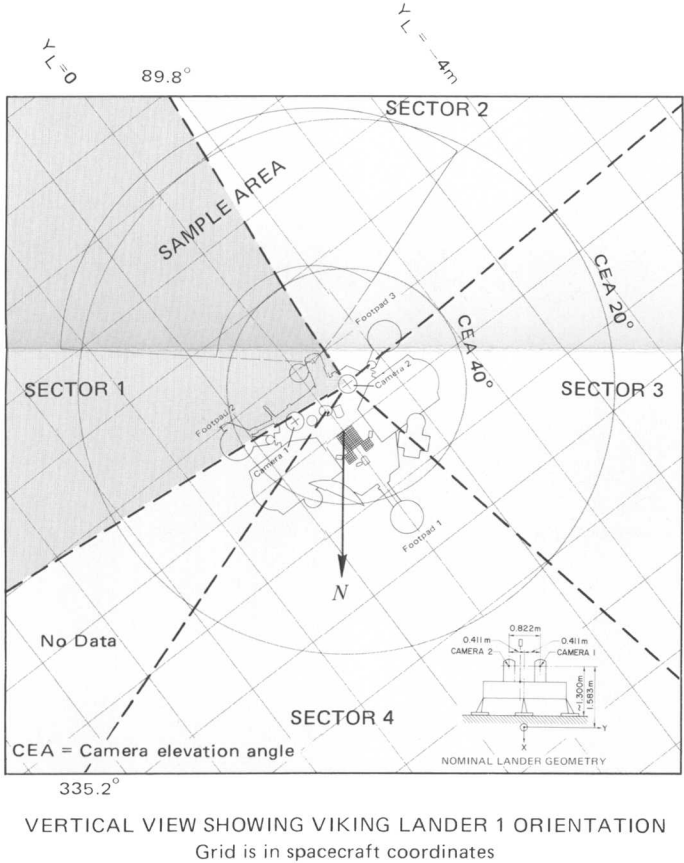 Y
L = 0
Y
L = -4m
89.8°
SECTOR 2
SAMPLE AREA
CEA 20°
Footpad 3
CEA 40°
SECTOR 1
Camera 2
SECTOR 3
Footpad 2
Camera 1
Footpad 1
N
No Data
0.822m
0.411m
0.411m
CAMERA 2
CAMERA 1
~1.300m
1.583m
SECTOR 4
Y
CEA = Camera elevation angle
X
NOMINAL LANDER GEOMETRY
335.2°
VERTICAL VIEW SHOWING VIKING LANDER 1 ORIENTATION
Grid is in spacecraft coordinates